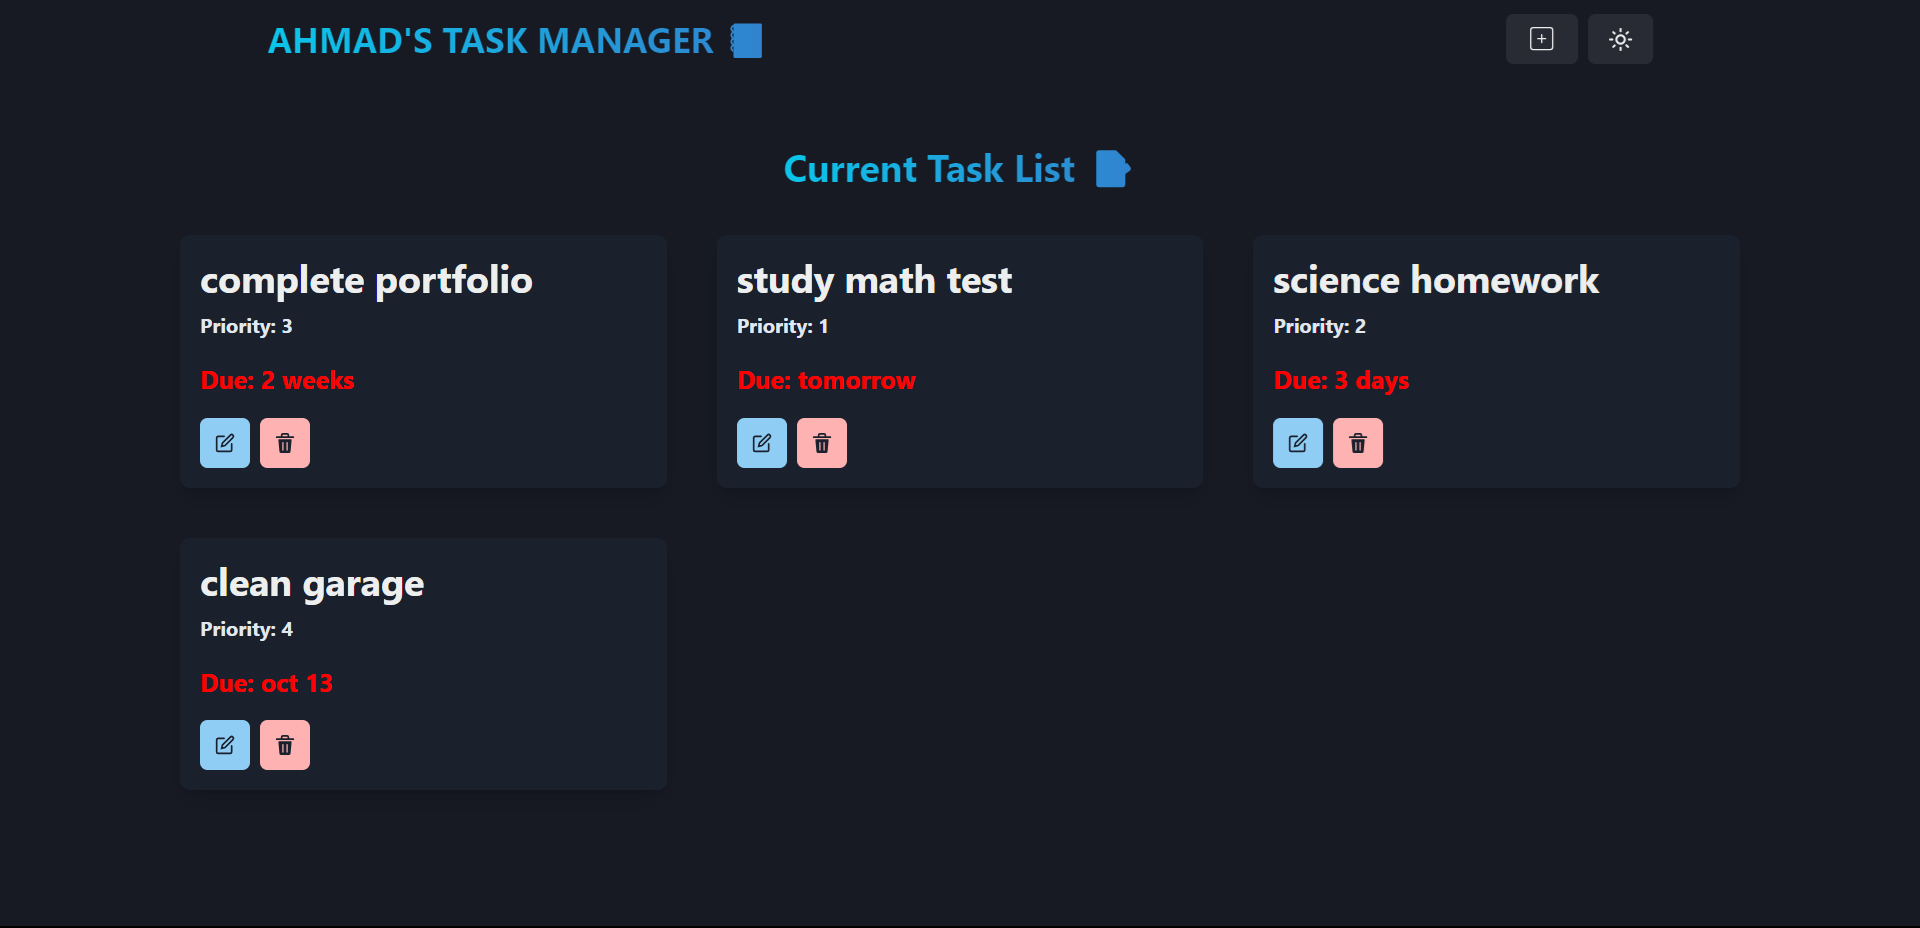 AHMAD'S TASK MANAGER
Current Task List
complete portfolio
Priority: 3
Due: 2 weeks
study math test
Priority: 1
Due: tomorrow
science homework
Priority: 2
Due: 3 days
clean garage
Priority: 4
Due: oct 13